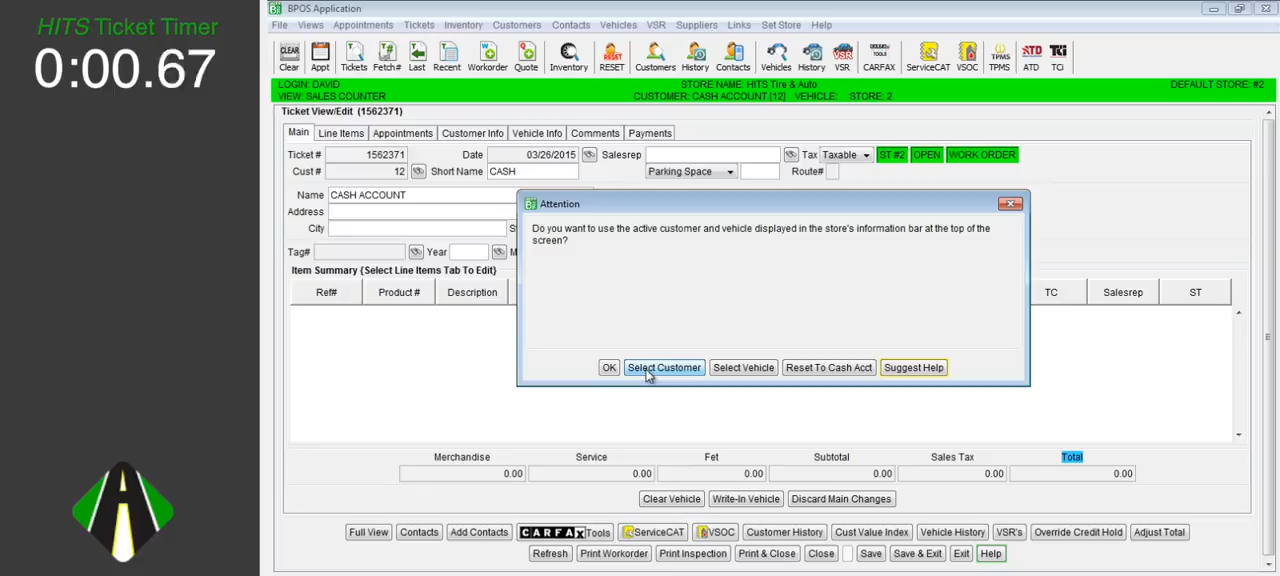 HITS Ticket Timer
0:00.67
BPOS Application
File Views Appointments Tickets Inventory Customers Contacts Vehicles VSR Suppliers Links Set Store Help
CLEAR RESET VSR CARFAX TOOLS TPMS ATD TCi
Clear Appt Tickets Fetch# Last Recent Workorder Quote Inventory RESET Customers History Contacts Vehicles History VSR CARFAX ServiceCAT VSOC TPMS ATD TCi
LOGIN: DAVID STORE NAME: HITS Tire & Auto DEFAULT STORE: #2
VIEW: SALES COUNTER CUSTOMER: CASH ACCOUNT [12] VEHICLE: STORE: 2
Ticket View/Edit (1562371)
Main Line Items Appointments Customer Info Vehicle Info Comments Payments
Ticket # 1562371 Date 03/26/2015 Salesrep Tax Taxable ST #2 OPEN WORK ORDER
Cust # 12 Short Name CASH Parking Space Route#
Name CASH ACCOUNT
Address
City
Tag# Year
Attention
Do you want to use the active customer and vehicle displayed in the store's information bar at the top of the
screen?
OK Select Customer Select Vehicle Reset To Cash Acct Suggest Help
Item Summary {Select Line Items Tab To Edit}
Ref# Product # Description TC Salesrep ST
Merchandise Service Fet Subtotal Sales Tax Total
0.00 0.00 0.00 0.00 0.00 0.00
Clear Vehicle Write-In Vehicle Discard Main Changes
Full View Contacts Add Contacts CARFAX Tools ServiceCAT VSOC Customer History Cust Value Index Vehicle History VSR's Override Credit Hold Adjust Total
Refresh Print Workorder Print Inspection Print & Close Close Save Save & Exit Exit Help